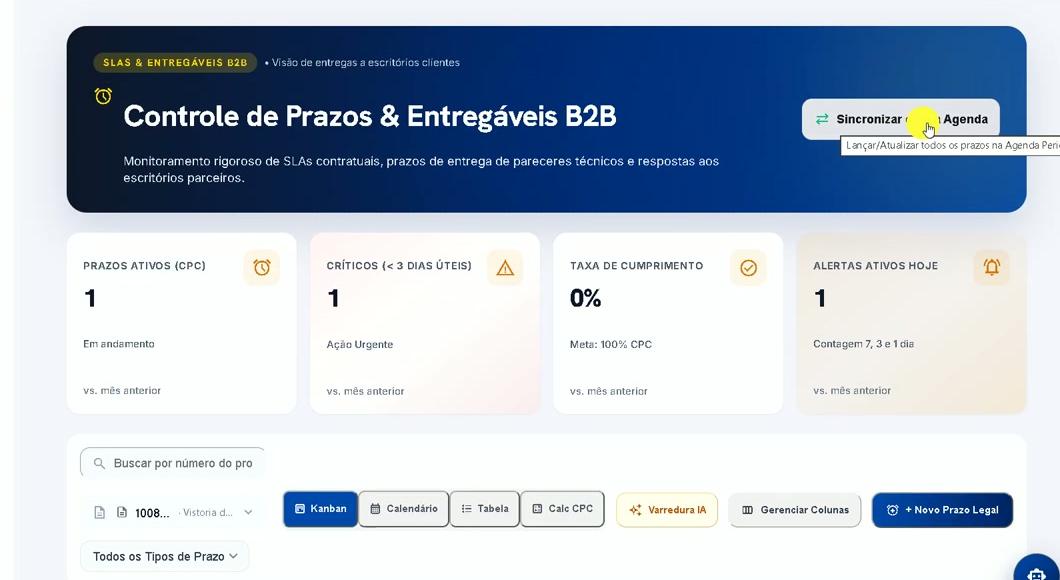 SLAS & ENTREGÁVEIS B2B • Visão de entregas a escritórios clientes
Controle de Prazos & Entregáveis B2B
Sincronizar Agenda
Lançar/Atualizar todos os prazos na Agenda
Monitoramento rigoroso de SLAs contratuais, prazos de entrega de pareceres técnicos e respostas aos
escritórios parceiros.
PRAZOS ATIVOS (CPC)
1
Em andamento
vs. mês anterior
CRÍTICOS (< 3 DIAS ÚTEIS)
1
Ação Urgente
vs. mês anterior
TAXA DE CUMPRIMENTO
0%
Meta: 100% CPC
vs. mês anterior
ALERTAS ATIVOS HOJE
1
Contagem 7, 3 e 1 dia
vs. mês anterior
Buscar por número do pro
1008... · Vistoria d...
Kanban Calendário Tabela Calc CPC Varredura IA Gerenciar Colunas + Novo Prazo Legal
Todos os Tipos de Prazo